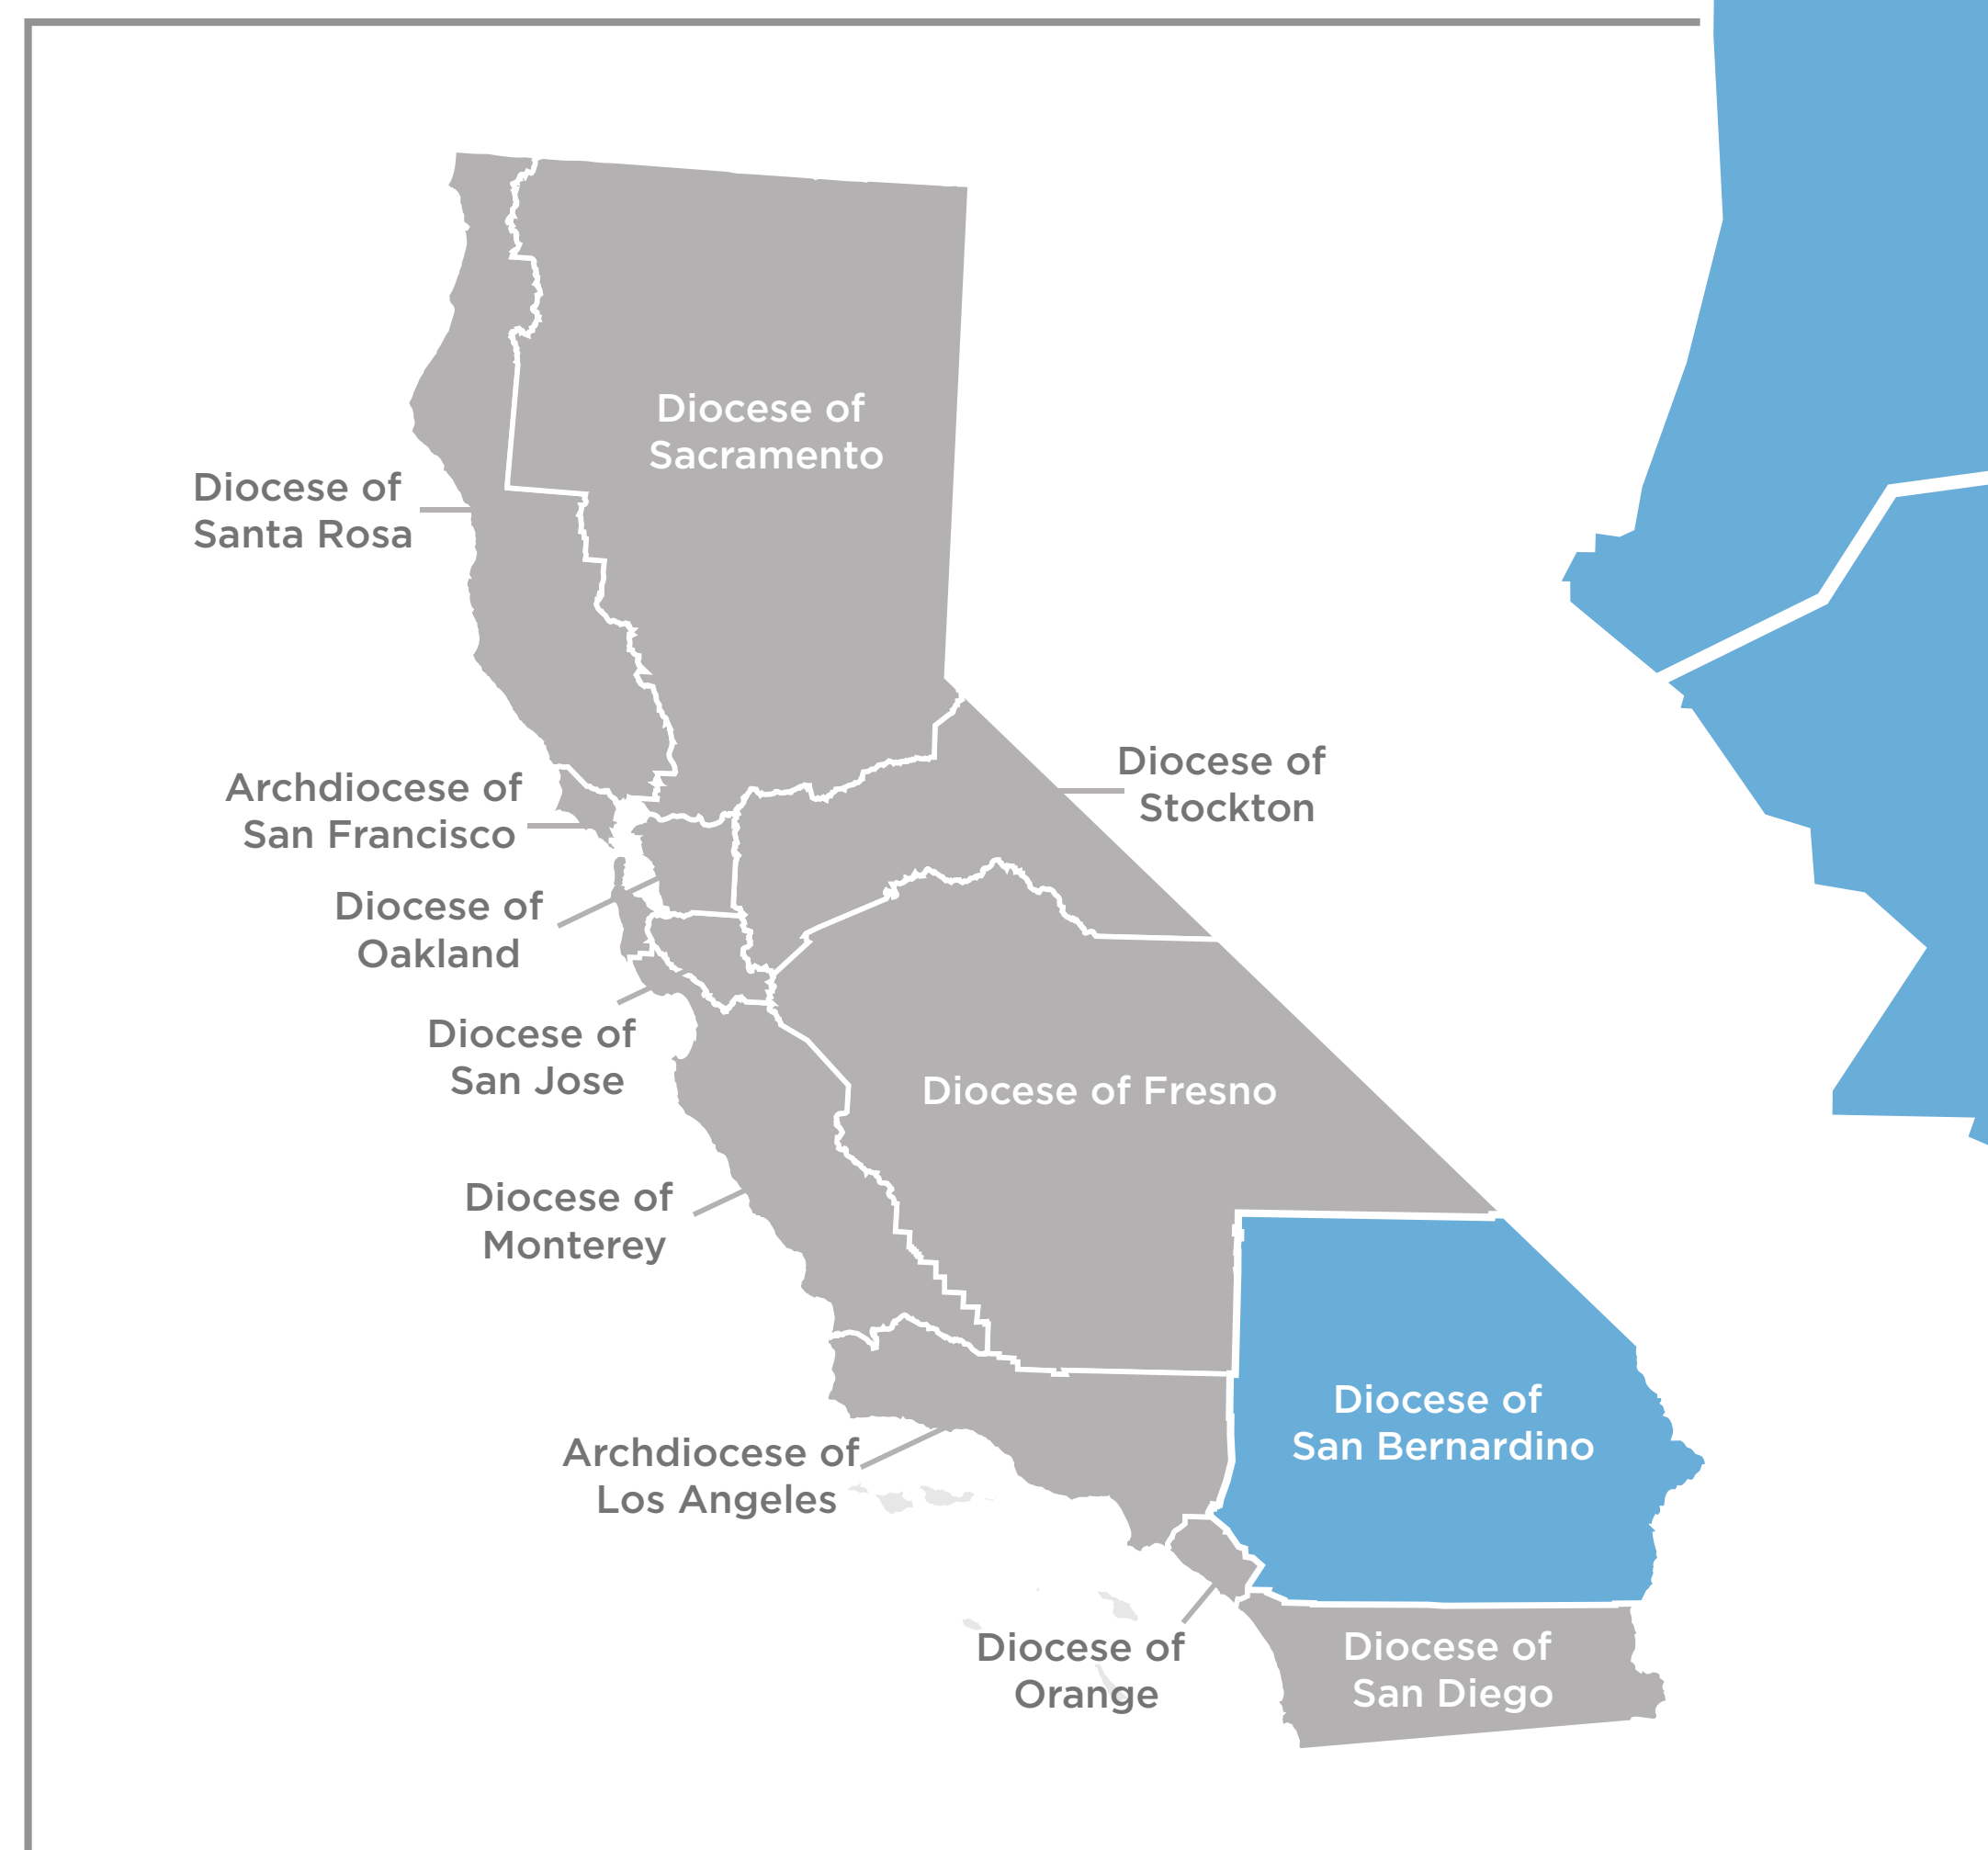 Diocese of
Sacramento
Diocese of
Santa Rosa
Diocese of
Stockton
Archdiocese of
San Francisco
Diocese of
Oakland
Diocese of
San Jose
Diocese of Fresno
Diocese of
Monterey
Diocese of
San Bernardino
Archdiocese of
Los Angeles
Diocese of
Orange
Diocese of
San Diego